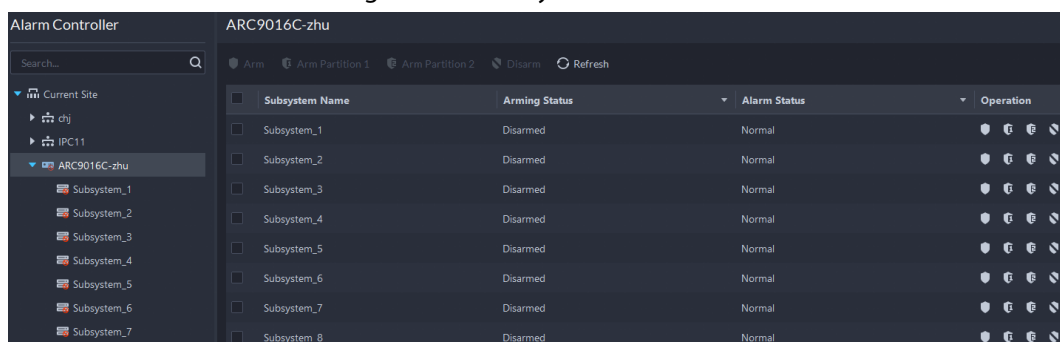 Alarm Controller
ARC9016C-zhu
Search...
Arm Arm Partition 1 Arm Partition 2 Disarm Refresh
Current Site
chj
IPC11
ARC9016C-zhu
Subsystem_1
Subsystem_2
Subsystem_3
Subsystem_4
Subsystem_5
Subsystem_6
Subsystem_7
Subsystem Name Arming Status Alarm Status Operation
Subsystem_1 Disarmed Normal
Subsystem_2 Disarmed Normal
Subsystem_3 Disarmed Normal
Subsystem_4 Disarmed Normal
Subsystem_5 Disarmed Normal
Subsystem_6 Disarmed Normal
Subsystem_7 Disarmed Normal
Subsystem_8 Disarmed Normal